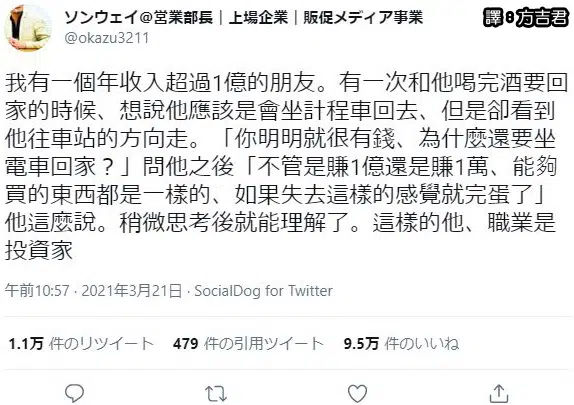 ソンウェイ@営業部長｜上場企業｜販促メディア事業
@okazu3211
譯：方吉君
我有一個年收入超過1億的朋友。有一次和他喝完酒要回
家的時候、想說他應該是會坐計程車回去、但是卻看到
他往車站的方向走。「你明明就很有錢、為什麼還要坐
電車回家？」問他之後「不管是賺1億還是賺1萬、能夠
買的東西都是一樣的、如果失去這樣的感覺就完蛋了」
他這麼說。稍微思考後就能理解了。這樣的他、職業是
投資家
午前10:57 · 2021年3月21日 · SocialDog for Twitter
1.1万 件のリツイート 479 件の引用ツイート 9.5万 件のいいね